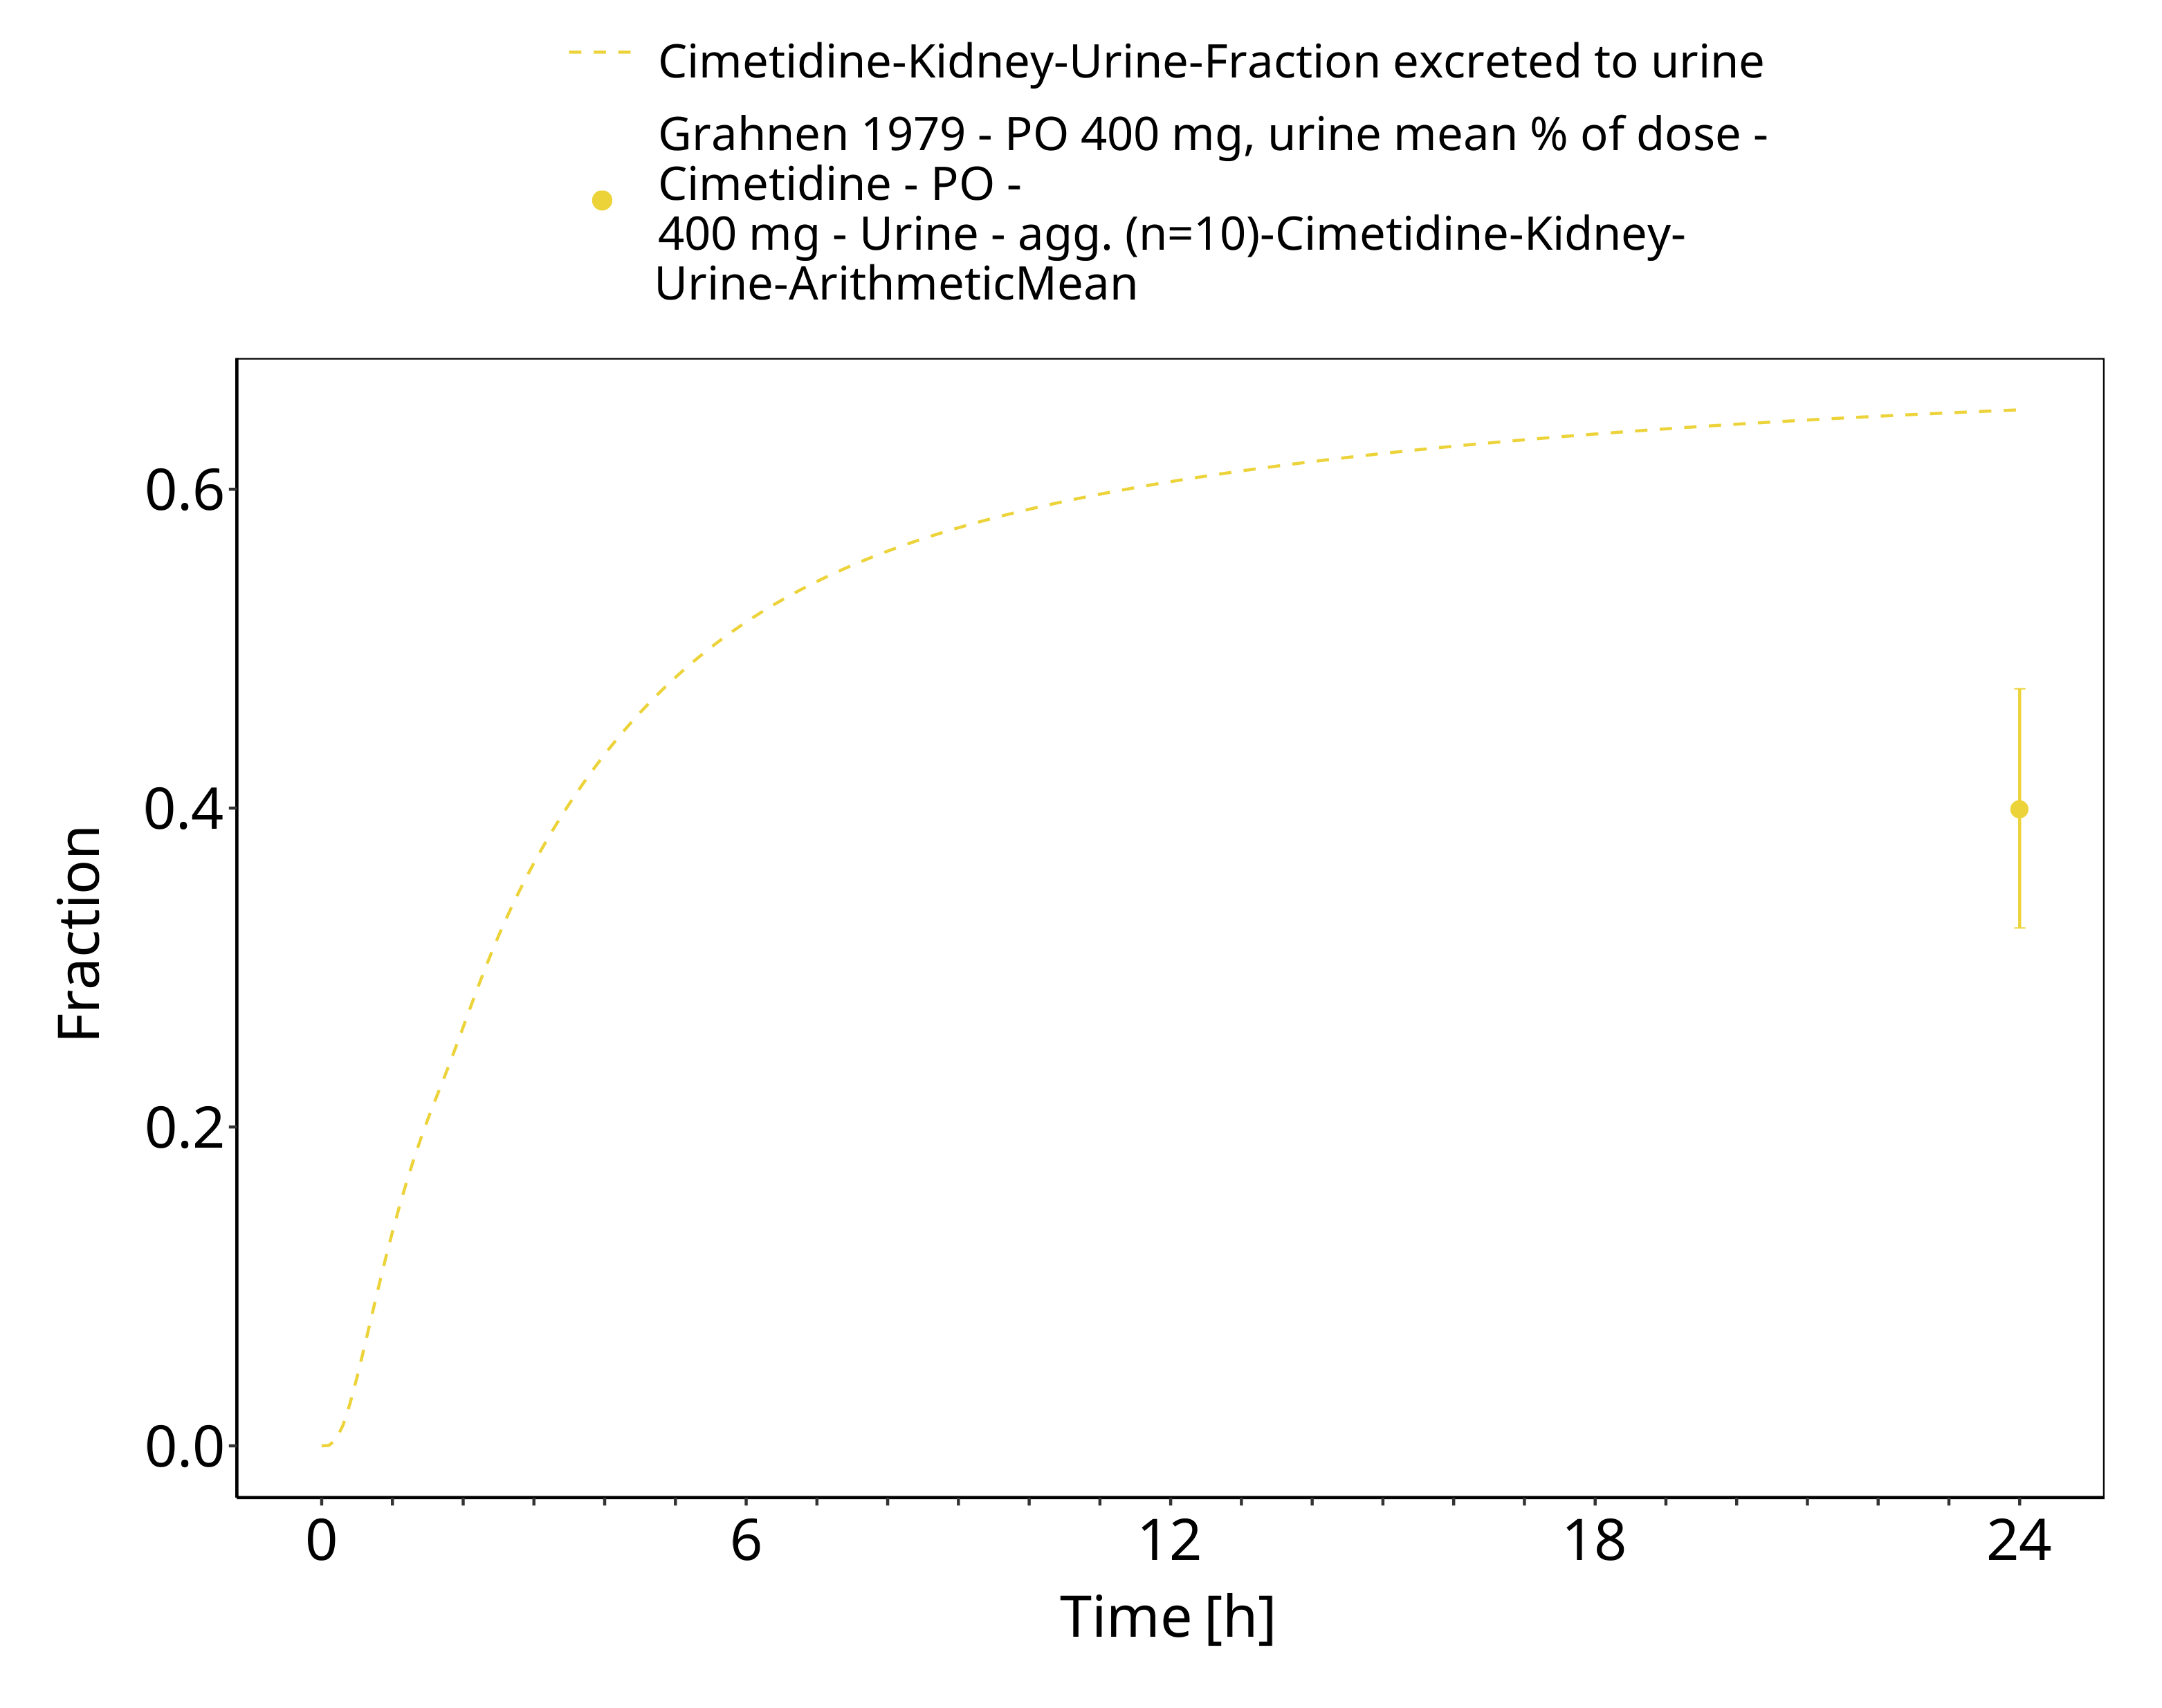 Cimetidine-Kidney-Urine-Fraction excreted to urine
Grahnen 1979 - PO 400 mg, urine mean % of dose -
Cimetidine - PO -
400 mg - Urine - agg. (n=10)-Cimetidine-Kidney-
Urine-ArithmeticMean
0.6
0.4
0.2
0.0
Fraction
0 6 12 18 24
Time [h]